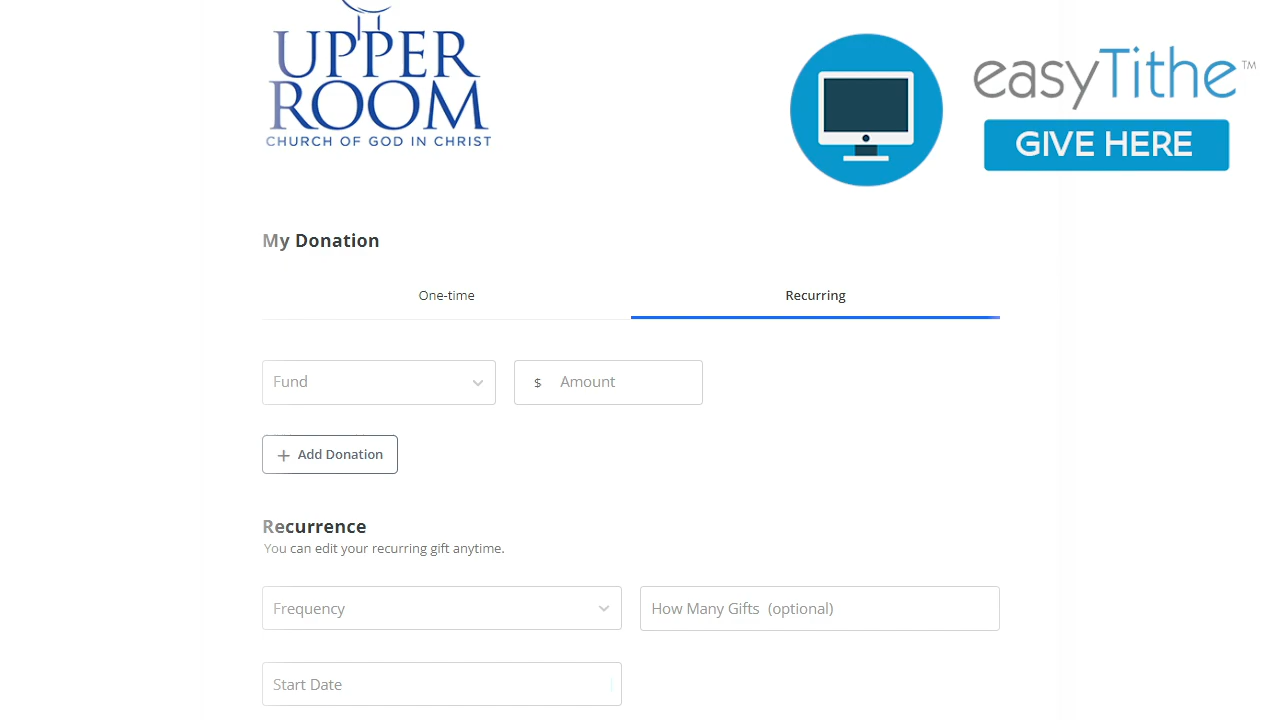 UPPER
ROOM
CHURCH OF GOD IN CHRIST
easyTithe™
GIVE HERE
My Donation
One-time
Recurring
Fund
$ Amount
+ Add Donation
Recurrence
You can edit your recurring gift anytime.
Frequency
How Many Gifts (optional)
Start Date